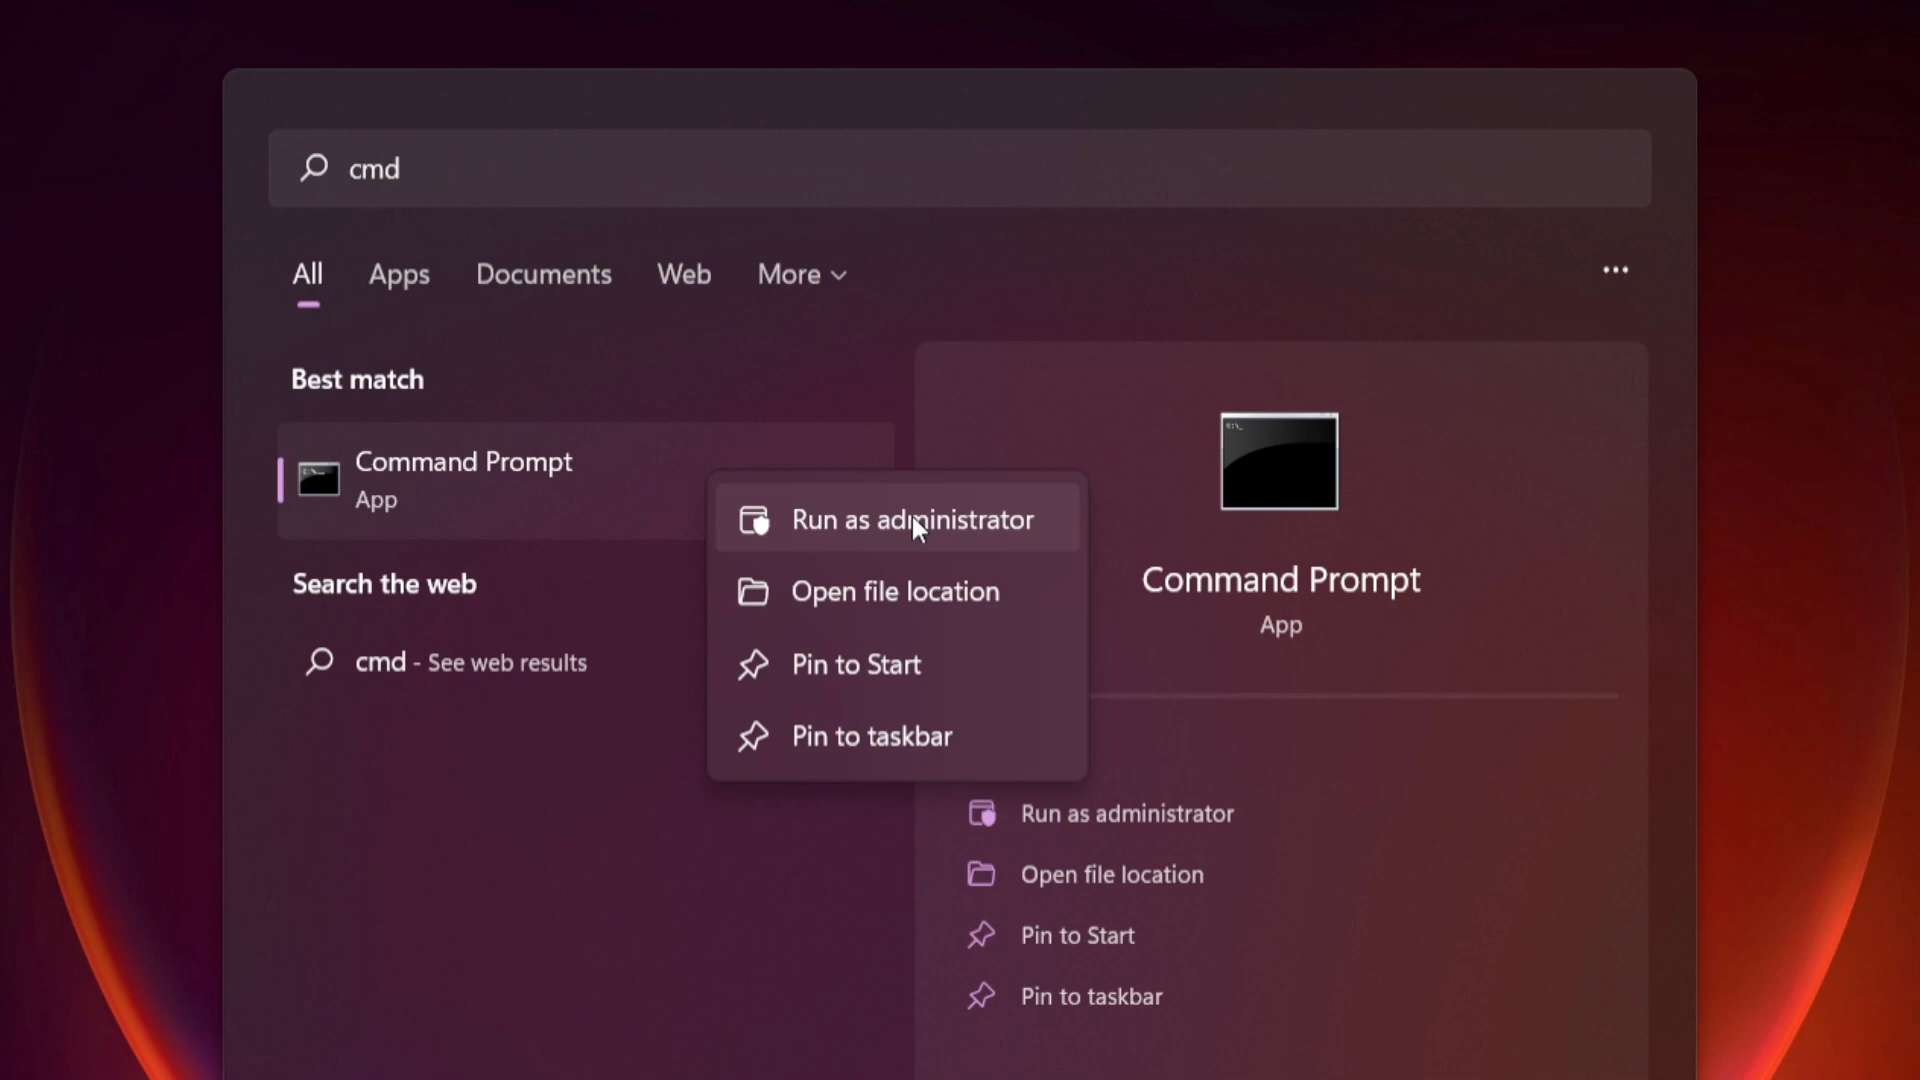 cmd
All
Apps
Documents
Web
More
Best match
Command Prompt
App
Search the web
cmd - See web results
Run as administrator
Open file location
Pin to Start
Pin to taskbar
Command Prompt
App
Run as administrator
Open file location
Pin to Start
Pin to taskbar